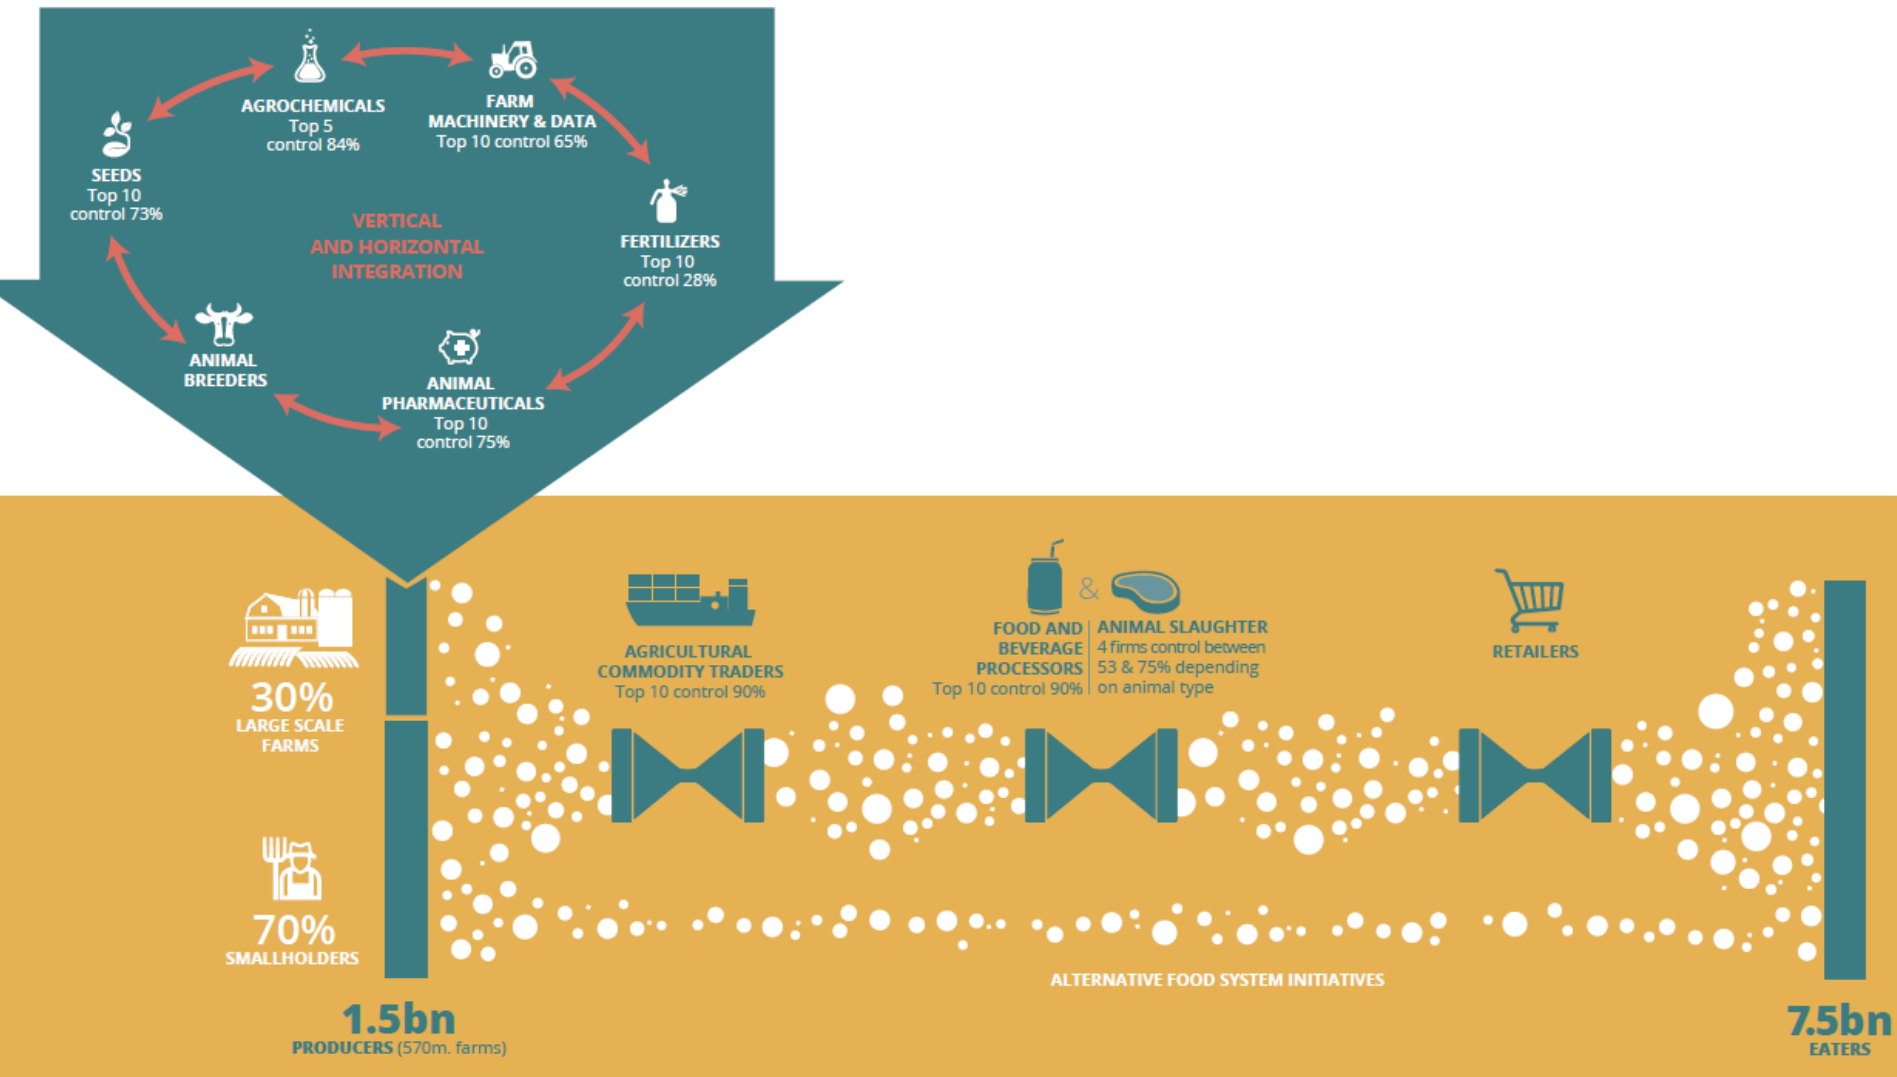 AGROCHEMICALS
Top 5
control 84%
FARM
MACHINERY & DATA
Top 10 control 65%
SEEDS
Top 10
control 73%
VERTICAL
AND HORIZONTAL
INTEGRATION
FERTILIZERS
Top 10
control 28%
ANIMAL
BREEDERS
ANIMAL
PHARMACEUTICALS
Top 10
control 75%
30%
LARGE SCALE
FARMS
AGRICULTURAL
COMMODITY TRADERS
Top 10 control 90%
&
FOOD AND
BEVERAGE
PROCESSORS
Top 10 control 90%
ANIMAL SLAUGHTER
4 firms control between
53 & 75% depending
on animal type
RETAILERS
70%
SMALLHOLDERS
ALTERNATIVE FOOD SYSTEM INITIATIVES
1.5bn
PRODUCERS (570m. farms)
7.5bn
EATERS